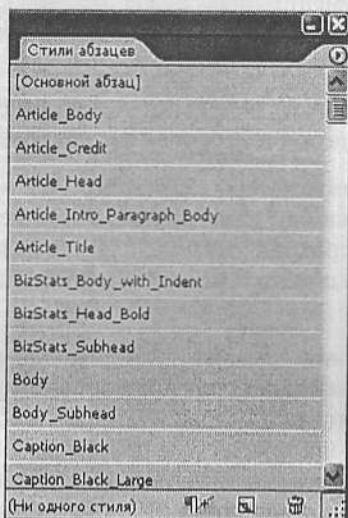 Стили абзацев
[Основной абзац]
Article_Body
Article_Credit
Article_Head
Article_Intro_Paragraph_Body
Article_Title
BizStats_Body_with_Indent
BizStats_Head_Bold
BizStats_Subhead
Body
Body_Subhead
Caption_Black
Caption_Black_Large
(Ни одного стиля)